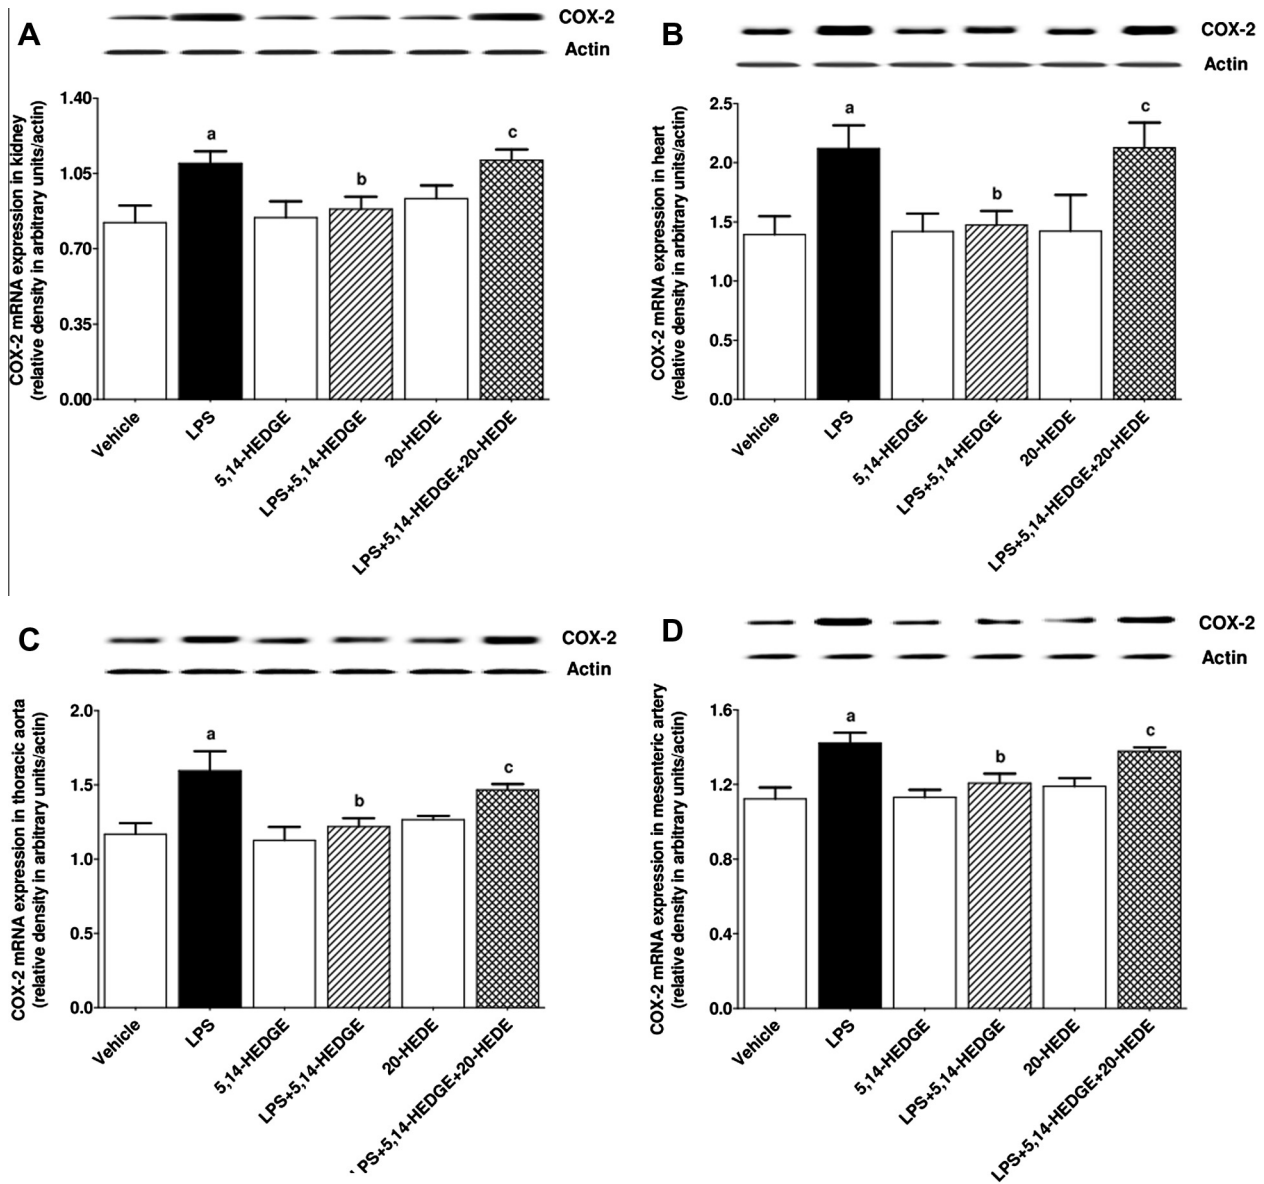 A
COX-2
Actin
COX-2 mRNA expression in kidney
(relative density in arbitrary units/actin)
1.40
1.05
0.70
0.35
0.00
a
b
c
Vehicle
LPS
5,14-HEDGE
LPS+5,14-HEDGE
20-HEDE
LPS+5,14-HEDGE+20-HEDE
B
COX-2
Actin
COX-2 mRNA expression in heart
(relative density in arbitrary units/actin)
2.5
2.0
1.5
1.0
0.5
0.0
a
b
c
Vehicle
LPS
5,14-HEDGE
LPS+5,14-HEDGE
20-HEDE
LPS+5,14-HEDGE+20-HEDE
C
COX-2
Actin
COX-2 mRNA expression in thoracic aorta
(relative density in arbitrary units/actin)
2.0
1.5
1.0
0.5
0.0
a
b
c
Vehicle
LPS
5,14-HEDGE
LPS+5,14-HEDGE
20-HEDE
LPS+5,14-HEDGE+20-HEDE
D
COX-2
Actin
COX-2 mRNA expression in mesenteric artery
(relative density in arbitrary units/actin)
1.6
1.2
0.8
0.4
0.0
a
b
c
Vehicle
LPS
5,14-HEDGE
LPS+5,14-HEDGE
20-HEDE
LPS+5,14-HEDGE+20-HEDE